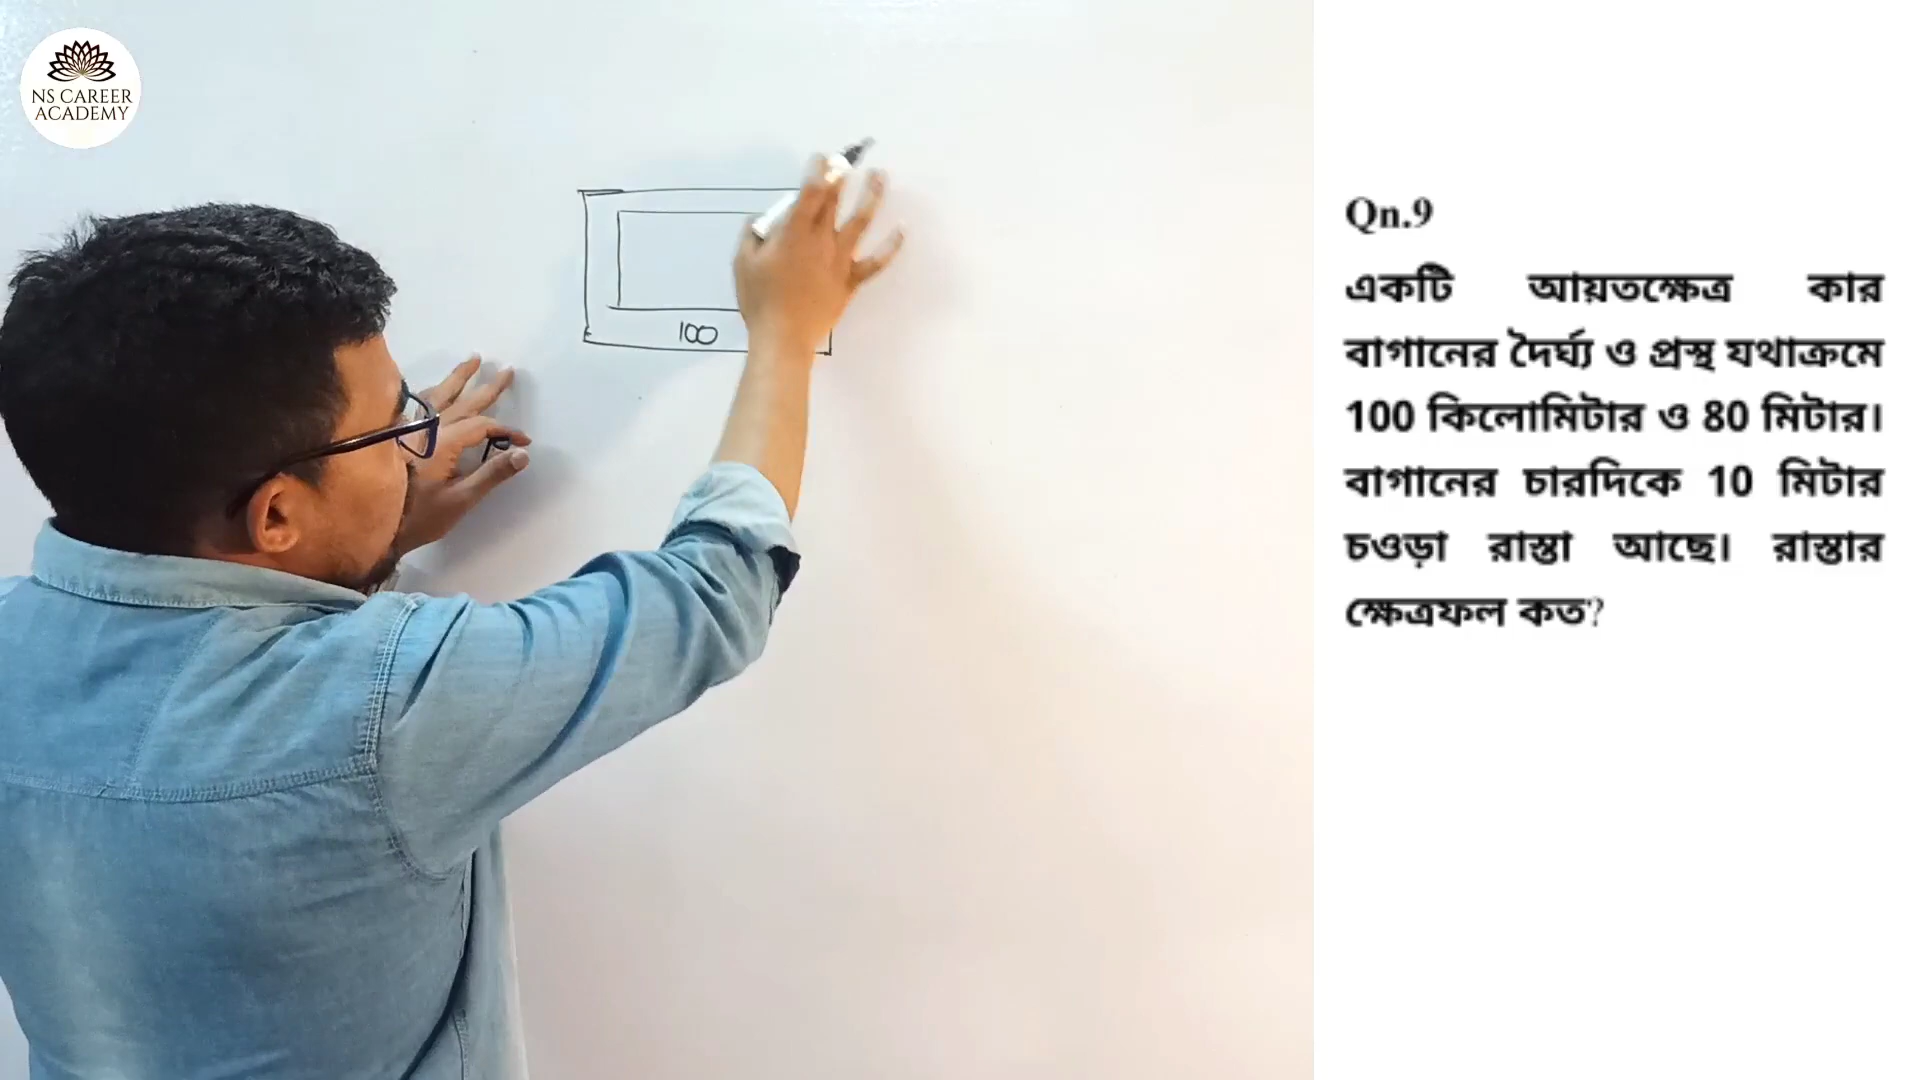 NS CAREER
ACADEMY
100
Qn.9
একটি আয়তক্ষেত্র কার
বাগানের দৈর্ঘ্য ও প্রস্থ যথাক্রমে
100 কিলোমিটার ও 80 মিটার।
বাগানের চারদিকে 10 মিটার
চওড়া রাস্তা আছে। রাস্তার
ক্ষেত্রফল কত?